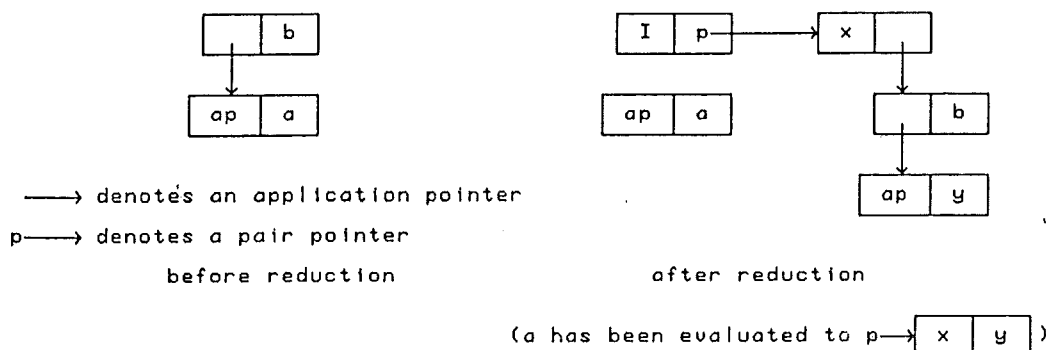 b I p x
ap a ap a b
ap y
⟶ denotes an application pointer
p⟶ denotes a pair pointer
before reduction after reduction
(a has been evaluated to p⟶ x y )